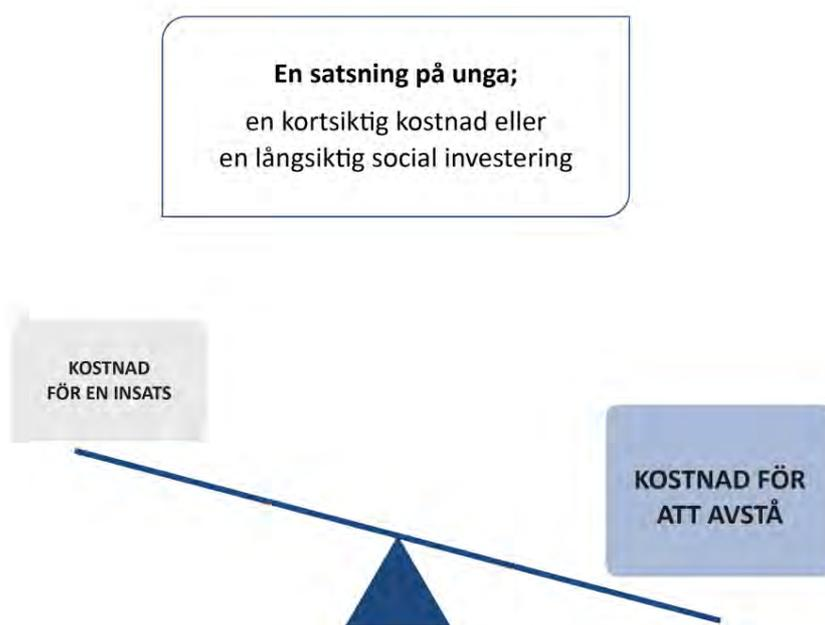 En satsning på unga;
en kortsiktig kostnad eller
en långsiktig social investering
KOSTNAD
FÖR EN INSATS
KOSTNAD FÖR
ATT AVSTÅ